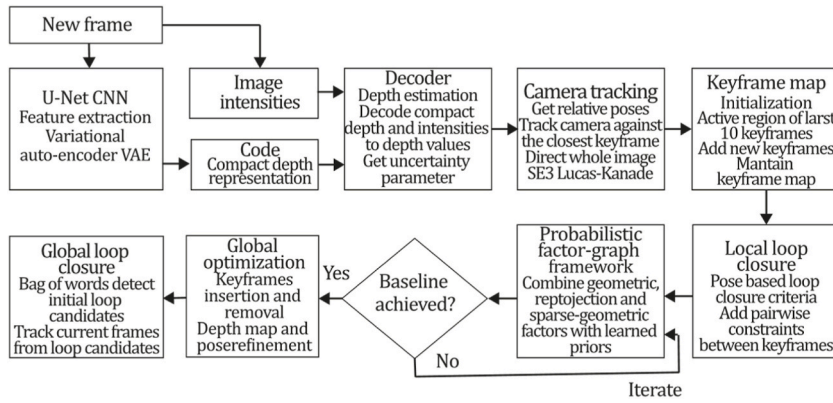 New frame
U-Net CNN
Feature extraction
Variational
auto-encoder VAE
Image
intensities
Code
Compact depth
representation
Decoder
Depth estimation
Decode compact
depth and intensities
to depth values
Get uncertainty
parameter
Camera tracking
Get relative poses
Track camera against
the closest keyframe
Direct whole image
SE3 Lucas-Kanade
Keyframe map
Initialization
Active region of larst
10 keyframes
Add new keyframes
Mantain
keyframe map
Local loop
closure
Pose based loop
closure criteria
Add pairwise
constraints
between keyframes
Probabilistic
factor-graph
framework
Combine geometric,
reptojection and
sparse-geometric
factors with learned
priors
Baseline
achieved?
Yes
No
Iterate
Global
optimization
Keyframes
insertion and
removal
Depth map and
poserefinement
Global loop
closure
Bag of words detect
initial loop
candidates
Track current frames
from loop candidates